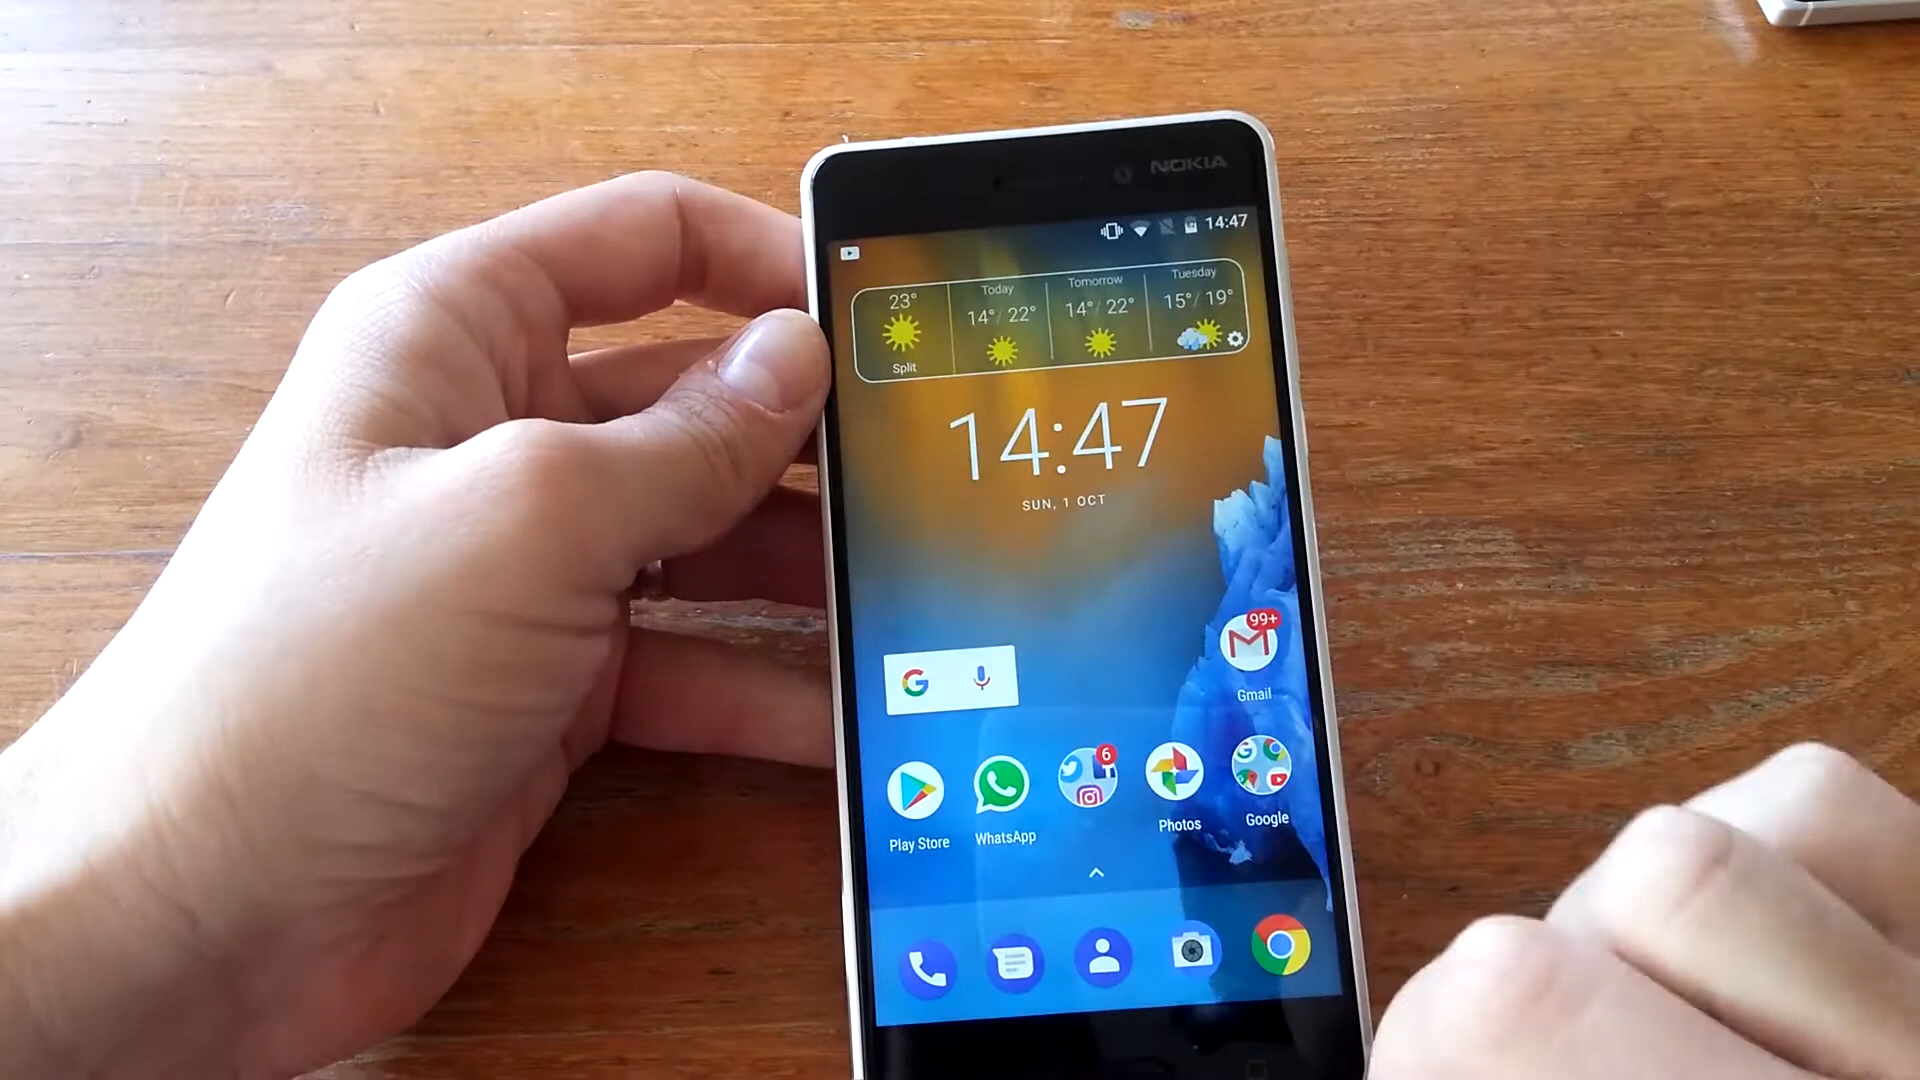 NOKIA
14:47
23°
Split
Today
14°/ 22°
Tomorrow
14°/ 22°
Tuesday
15°/ 19°
14:47
SUN, 1 OCT
G
99+
Gmail
6
Play Store
WhatsApp
Photos
Google